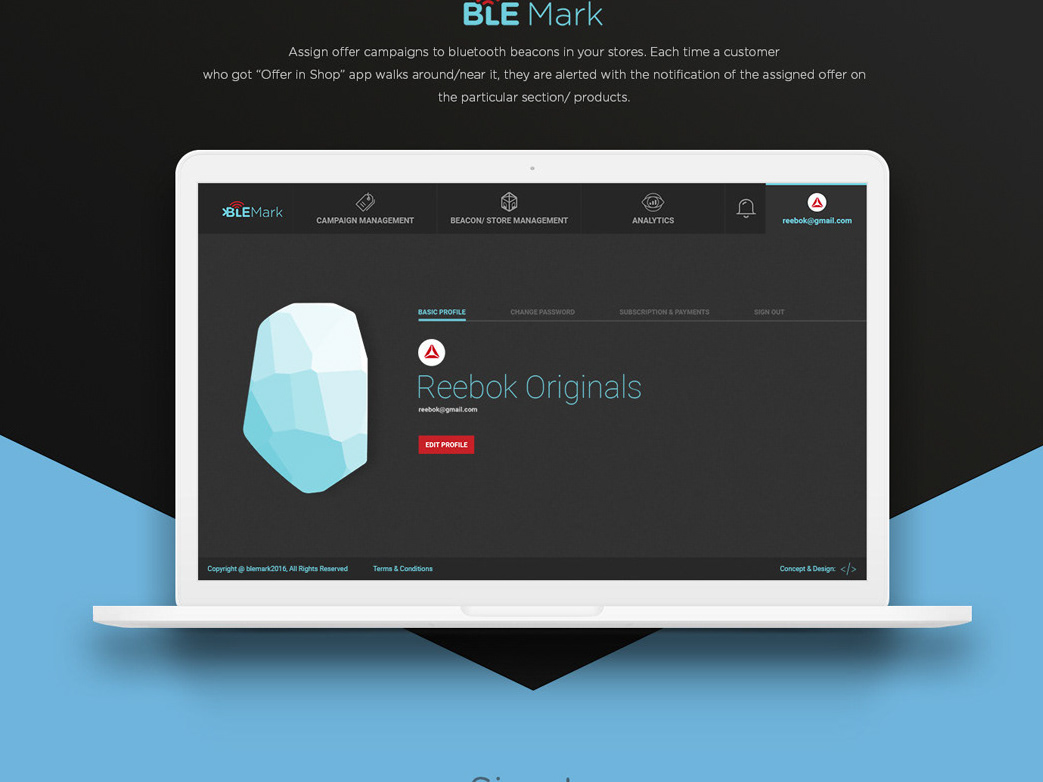 BLE Mark
Assign offer campaigns to bluetooth beacons in your stores. Each time a customer
who got “Offer in Shop” app walks around/near it, they are alerted with the notification of the assigned offer on
the particular section/ products.
BLEMark
CAMPAIGN MANAGEMENT
BEACON/ STORE MANAGEMENT
ANALYTICS
reebok@gmail.com
BASIC PROFILE
CHANGE PASSWORD
SUBSCRIPTION & PAYMENTS
SIGN OUT
Reebok Originals
reebok@gmail.com
EDIT PROFILE
Copyright @ blemark2016, All Rights Reserved
Terms & Conditions
Concept & Design: </>